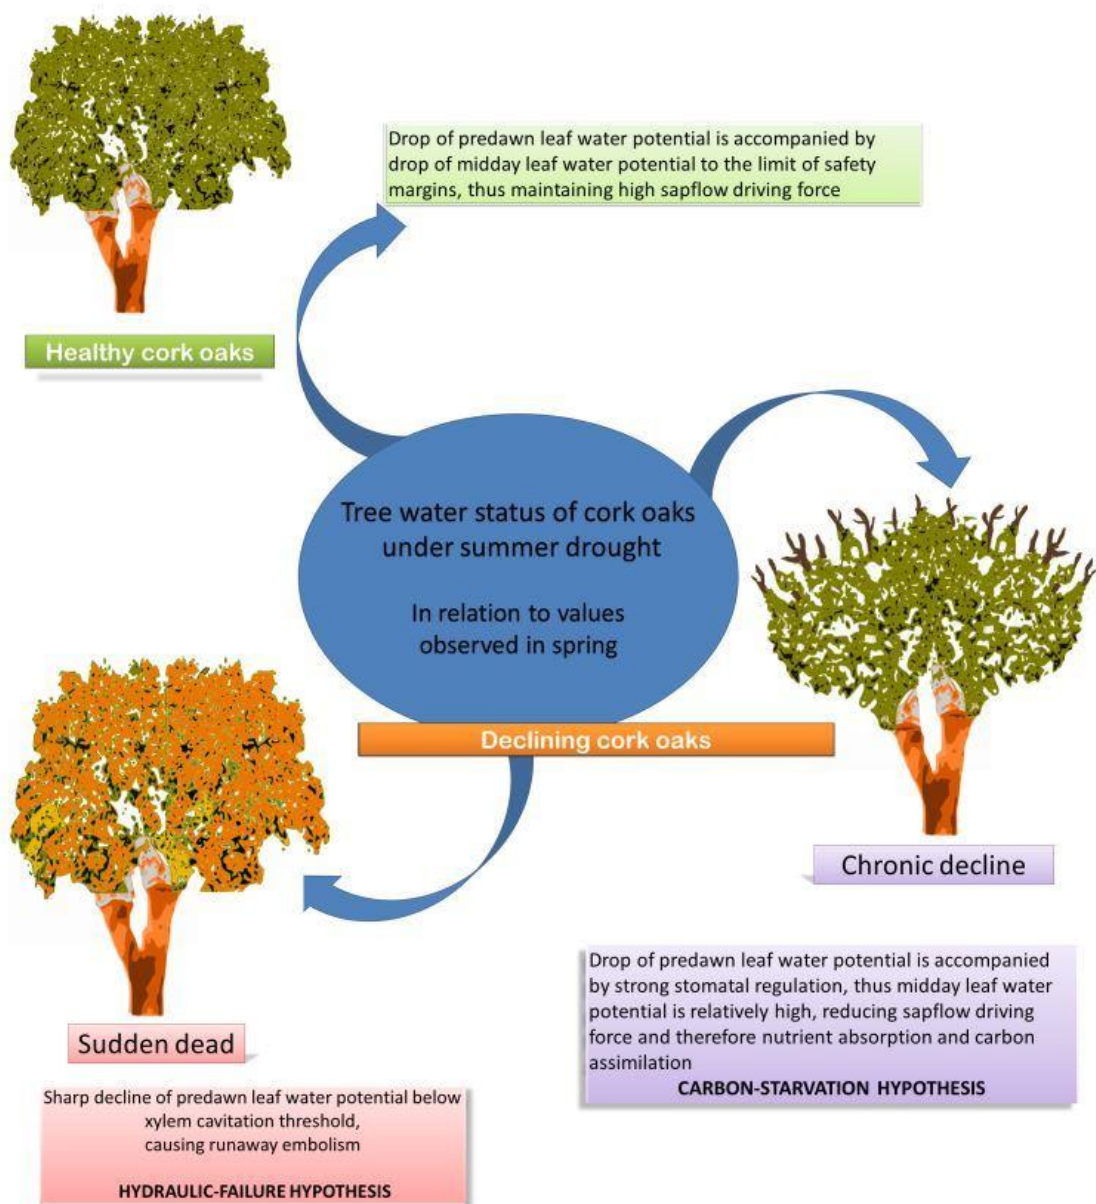 Drop of predawn leaf water potential is accompanied by
drop of midday leaf water potential to the limit of safety
margins, thus maintaining high sapflow driving force
Healthy cork oaks
Tree water status of cork oaks
under summer drought
In relation to values
observed in spring
Declining cork oaks
Chronic decline
Drop of predawn leaf water potential is accompanied
by strong stomatal regulation, thus midday leaf water
potential is relatively high, reducing sapflow driving
force and therefore nutrient absorption and carbon
assimilation
CARBON-STARVATION HYPOTHESIS
Sudden dead
Sharp decline of predawn leaf water potential below
xylem cavitation threshold,
causing runaway embolism
HYDRAULIC-FAILURE HYPOTHESIS